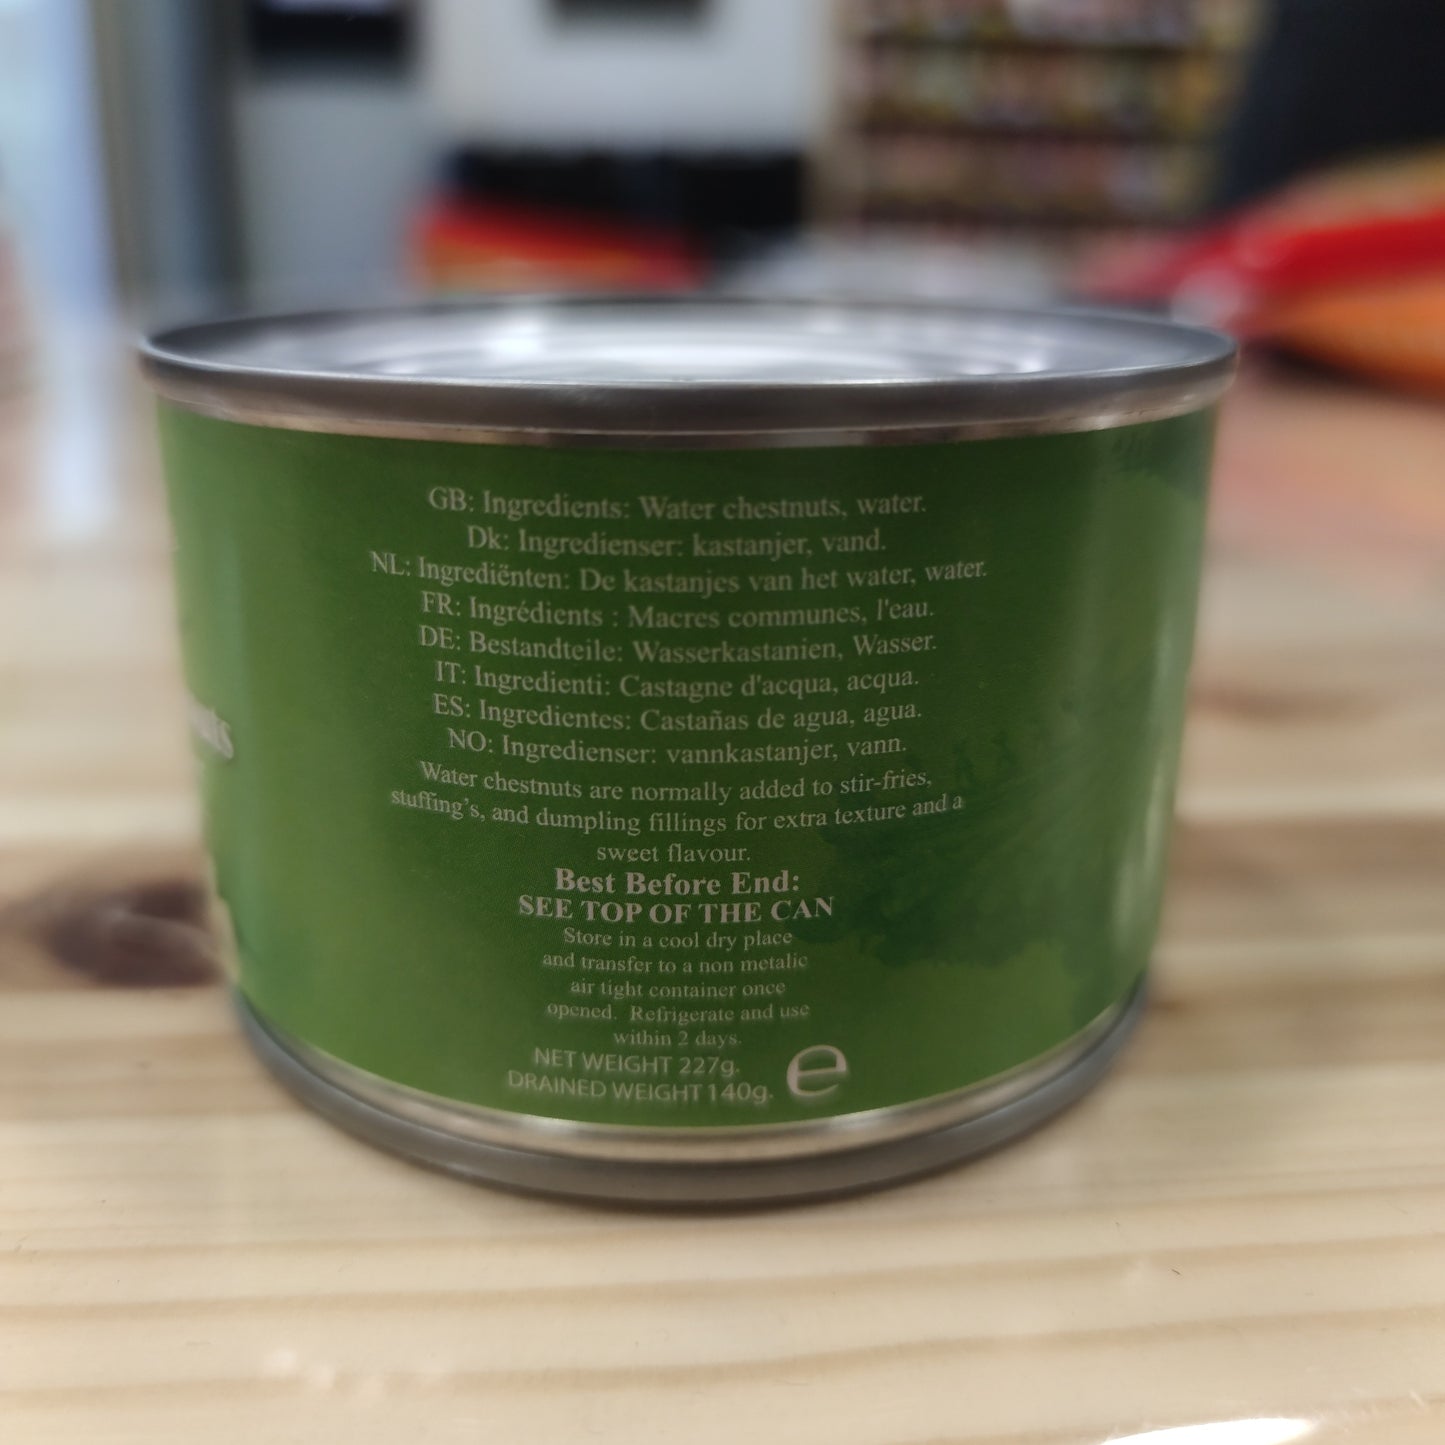 GB: Ingredients: Water chestnuts, water.
Dk: Ingredienser: kastanjer, vand.
NL: Ingrediënten: De kastanjes van het water, water.
FR: Ingrédients : Macres communes, l'eau.
DE: Bestandteile: Wasserkastanien, Wasser.
IT: Ingredienti: Castagne d'acqua, acqua.
ES: Ingredientes: Castañas de agua, agua.
NO: Ingredienser: vannkastanjer, vann.
Water chestnuts are normally added to stir-fries,
stuffing's, and dumpling fillings for extra texture and a
sweet flavour.
Best Before End:
SEE TOP OF THE CAN
Store in a cool dry place
and transfer to a non metalic
air tight container once
opened. Refrigerate and use
within 2 days.
NET WEIGHT 227g.
DRAINED WEIGHT 140g. e